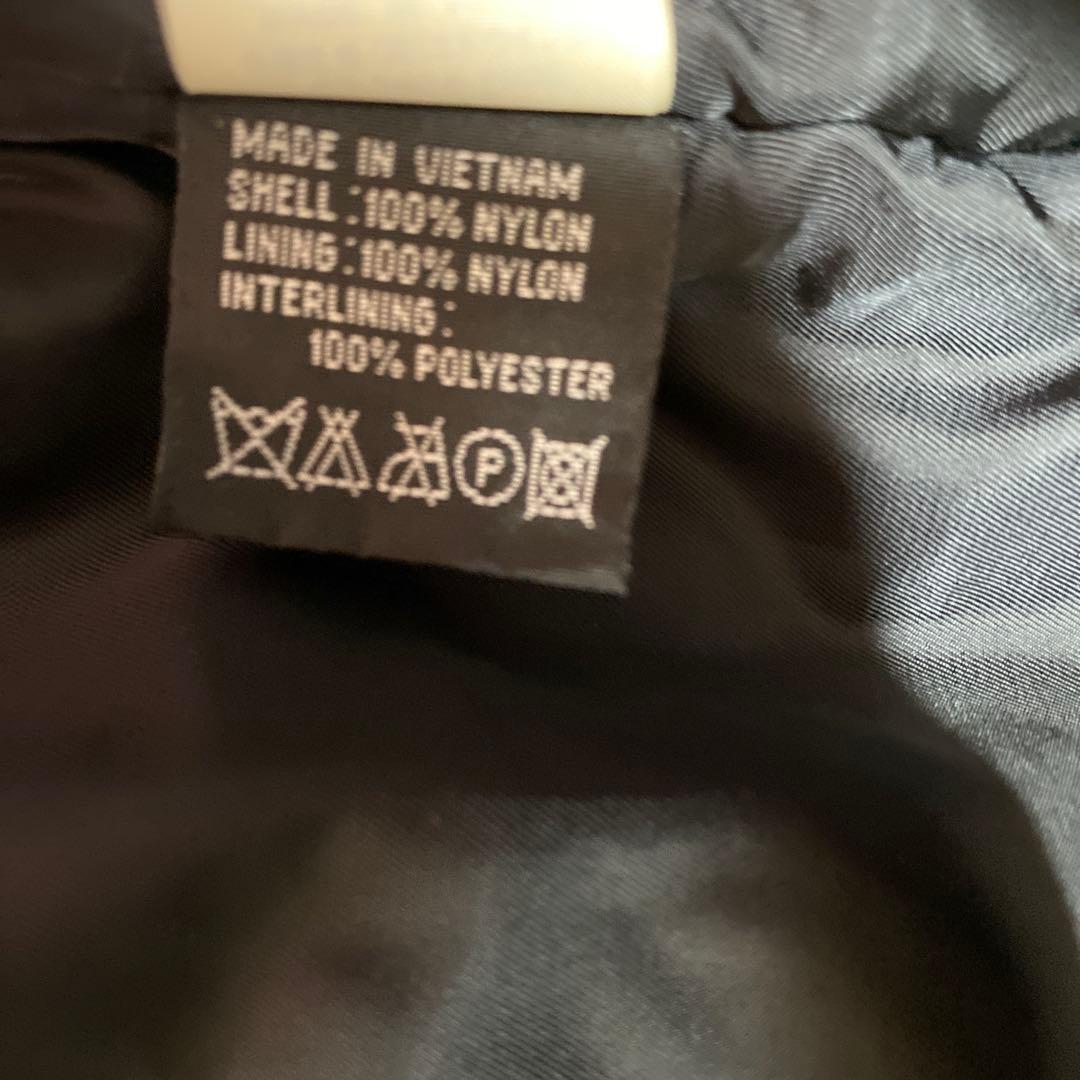 MADE IN VIETNAM
SHELL:100% NYLON
LINING:100% NYLON
INTERLINING:
100% POLYESTER
P